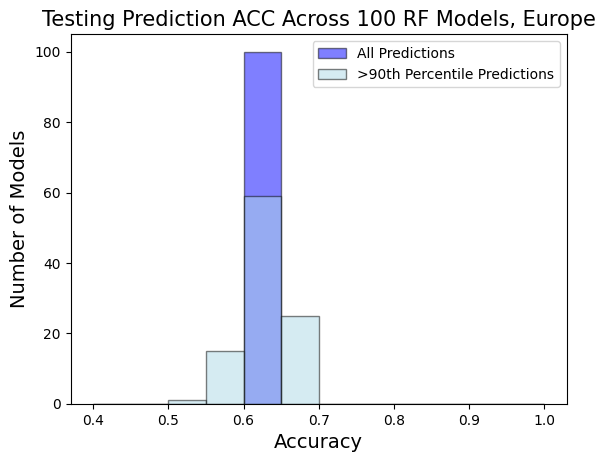 Testing Prediction ACC Across 100 RF Models, Europe
All Predictions
>90th Percentile Predictions
Number of Models
100
80
60
40
20
0
0.4 0.5 0.6 0.7 0.8 0.9 1.0
Accuracy